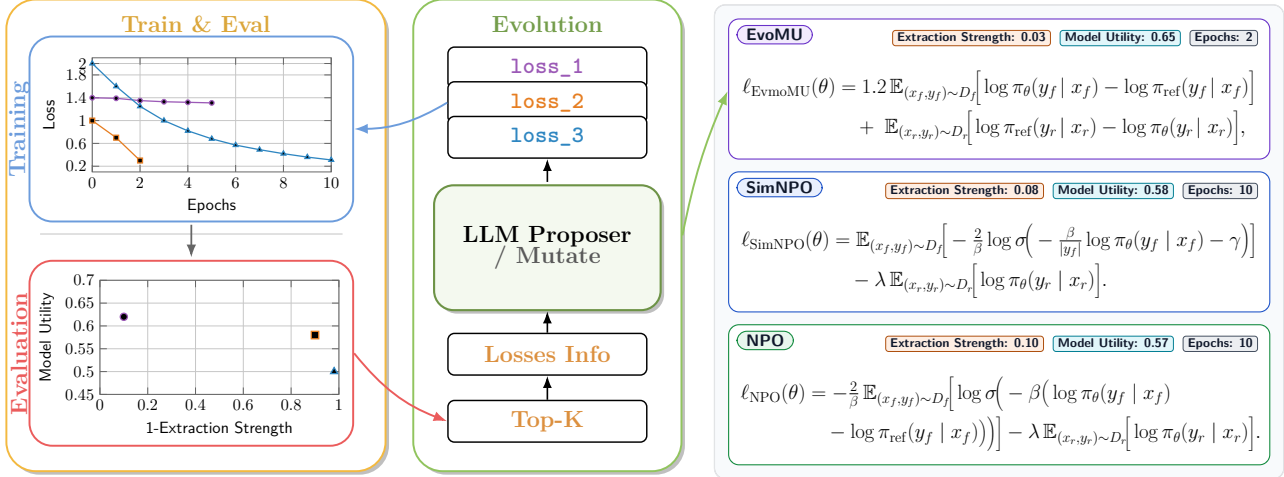 Train & Eval
Training
2
1.8
1.4
1
0.6
0.2
0 2 4 6 8 10
Loss
Epochs
Evaluation
0.7
0.65
0.6
0.55
0.5
0.45
0 0.2 0.4 0.6 0.8 1
Model Utility
1-Extraction Strength
Evolution
loss_1
loss_2
loss_3
LLM Proposer
/ Mutate
Losses Info
Top-K
EvoMU Extraction Strength: 0.03 Model Utility: 0.65 Epochs: 2
ℓ_EvmoMU(θ) = 1.2 𝔼_{(x_f,y_f)∼D_f}[log π_θ(y_f | x_f) − log π_ref(y_f | x_f)]
+ 𝔼_{(x_r,y_r)∼D_r}[log π_ref(y_r | x_r) − log π_θ(y_r | x_r)],
SimNPO Extraction Strength: 0.08 Model Utility: 0.58 Epochs: 10
ℓ_SimNPO(θ) = 𝔼_{(x_f,y_f)∼D_f}[− 2/β log σ(− β/|y_f| log π_θ(y_f | x_f) − γ)]
− λ 𝔼_{(x_r,y_r)∼D_r}[log π_θ(y_r | x_r)].
NPO Extraction Strength: 0.10 Model Utility: 0.57 Epochs: 10
ℓ_NPO(θ) = −2/β 𝔼_{(x_f,y_f)∼D_f}[log σ(− β(log π_θ(y_f | x_f)
− log π_ref(y_f | x_f)))] − λ 𝔼_{(x_r,y_r)∼D_r}[log π_θ(y_r | x_r)].